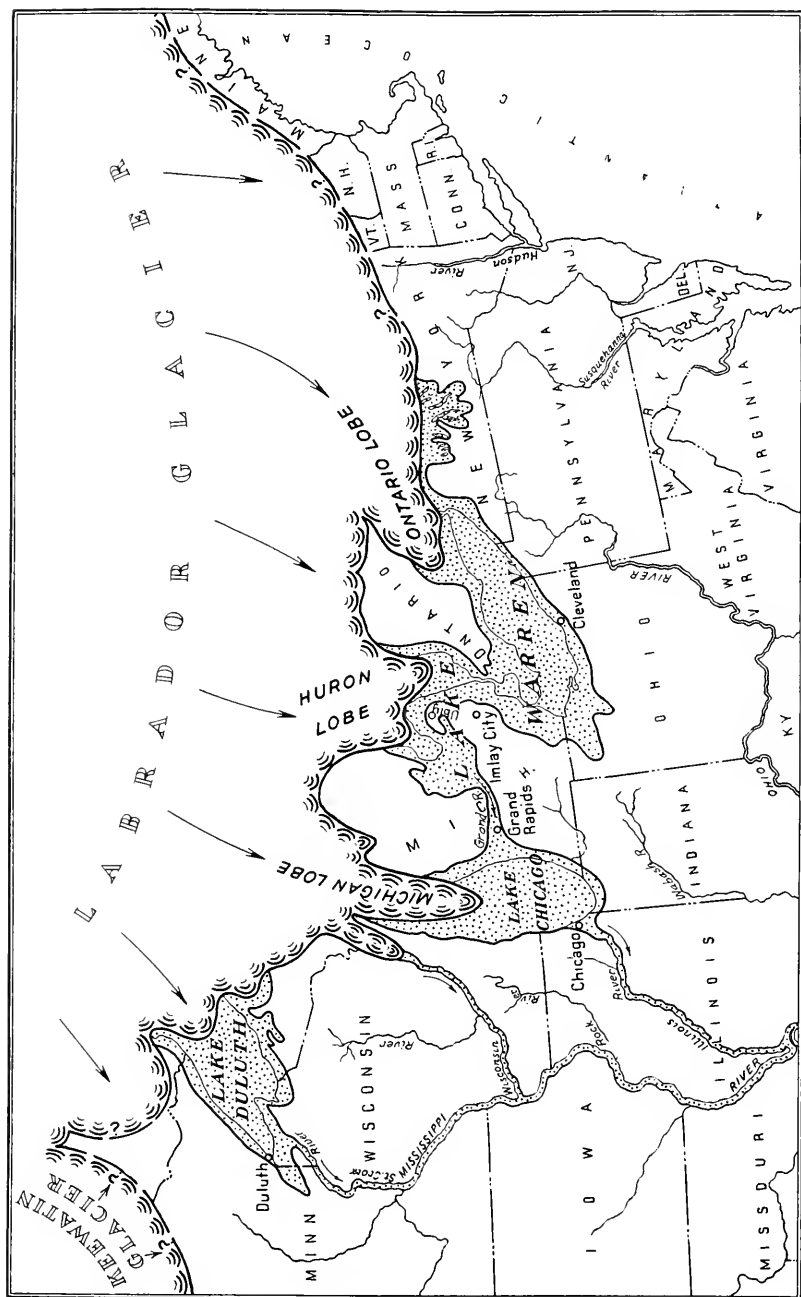 LABRADOR GLACIER
KEEWATIN
GLACIER
?
?
?
?
?
?
?
MICHIGAN LOBE
HURON
LOBE
ONTARIO LOBE
LAKE
DULUTH
Duluth
MINN
WISCONSIN
St. Croix
River
MISSISSIPPI
RIVER
Wisconsin
River
Rock
River
IOWA
MISSOURI
ILLINOIS
Illinois
River
Chicago
LAKE
CHICAGO
MI
Grand R.
Grand
Rapids
Imlay City
LAKE
WARREN
ONTARIO
Cleveland
INDIANA
Wabash R
OHIO
OHIO
RIVER
KY
WEST
VIRGINIA
VIRGINIA
PENNSYLVANIA
Susquehanna
River
MARYLAND
DEL
N.J.
NEW YORK
Hudson
River
VT.
N.H.
MASS
CONN
R.I.
MAINE
ATLANTIC
OCEAN